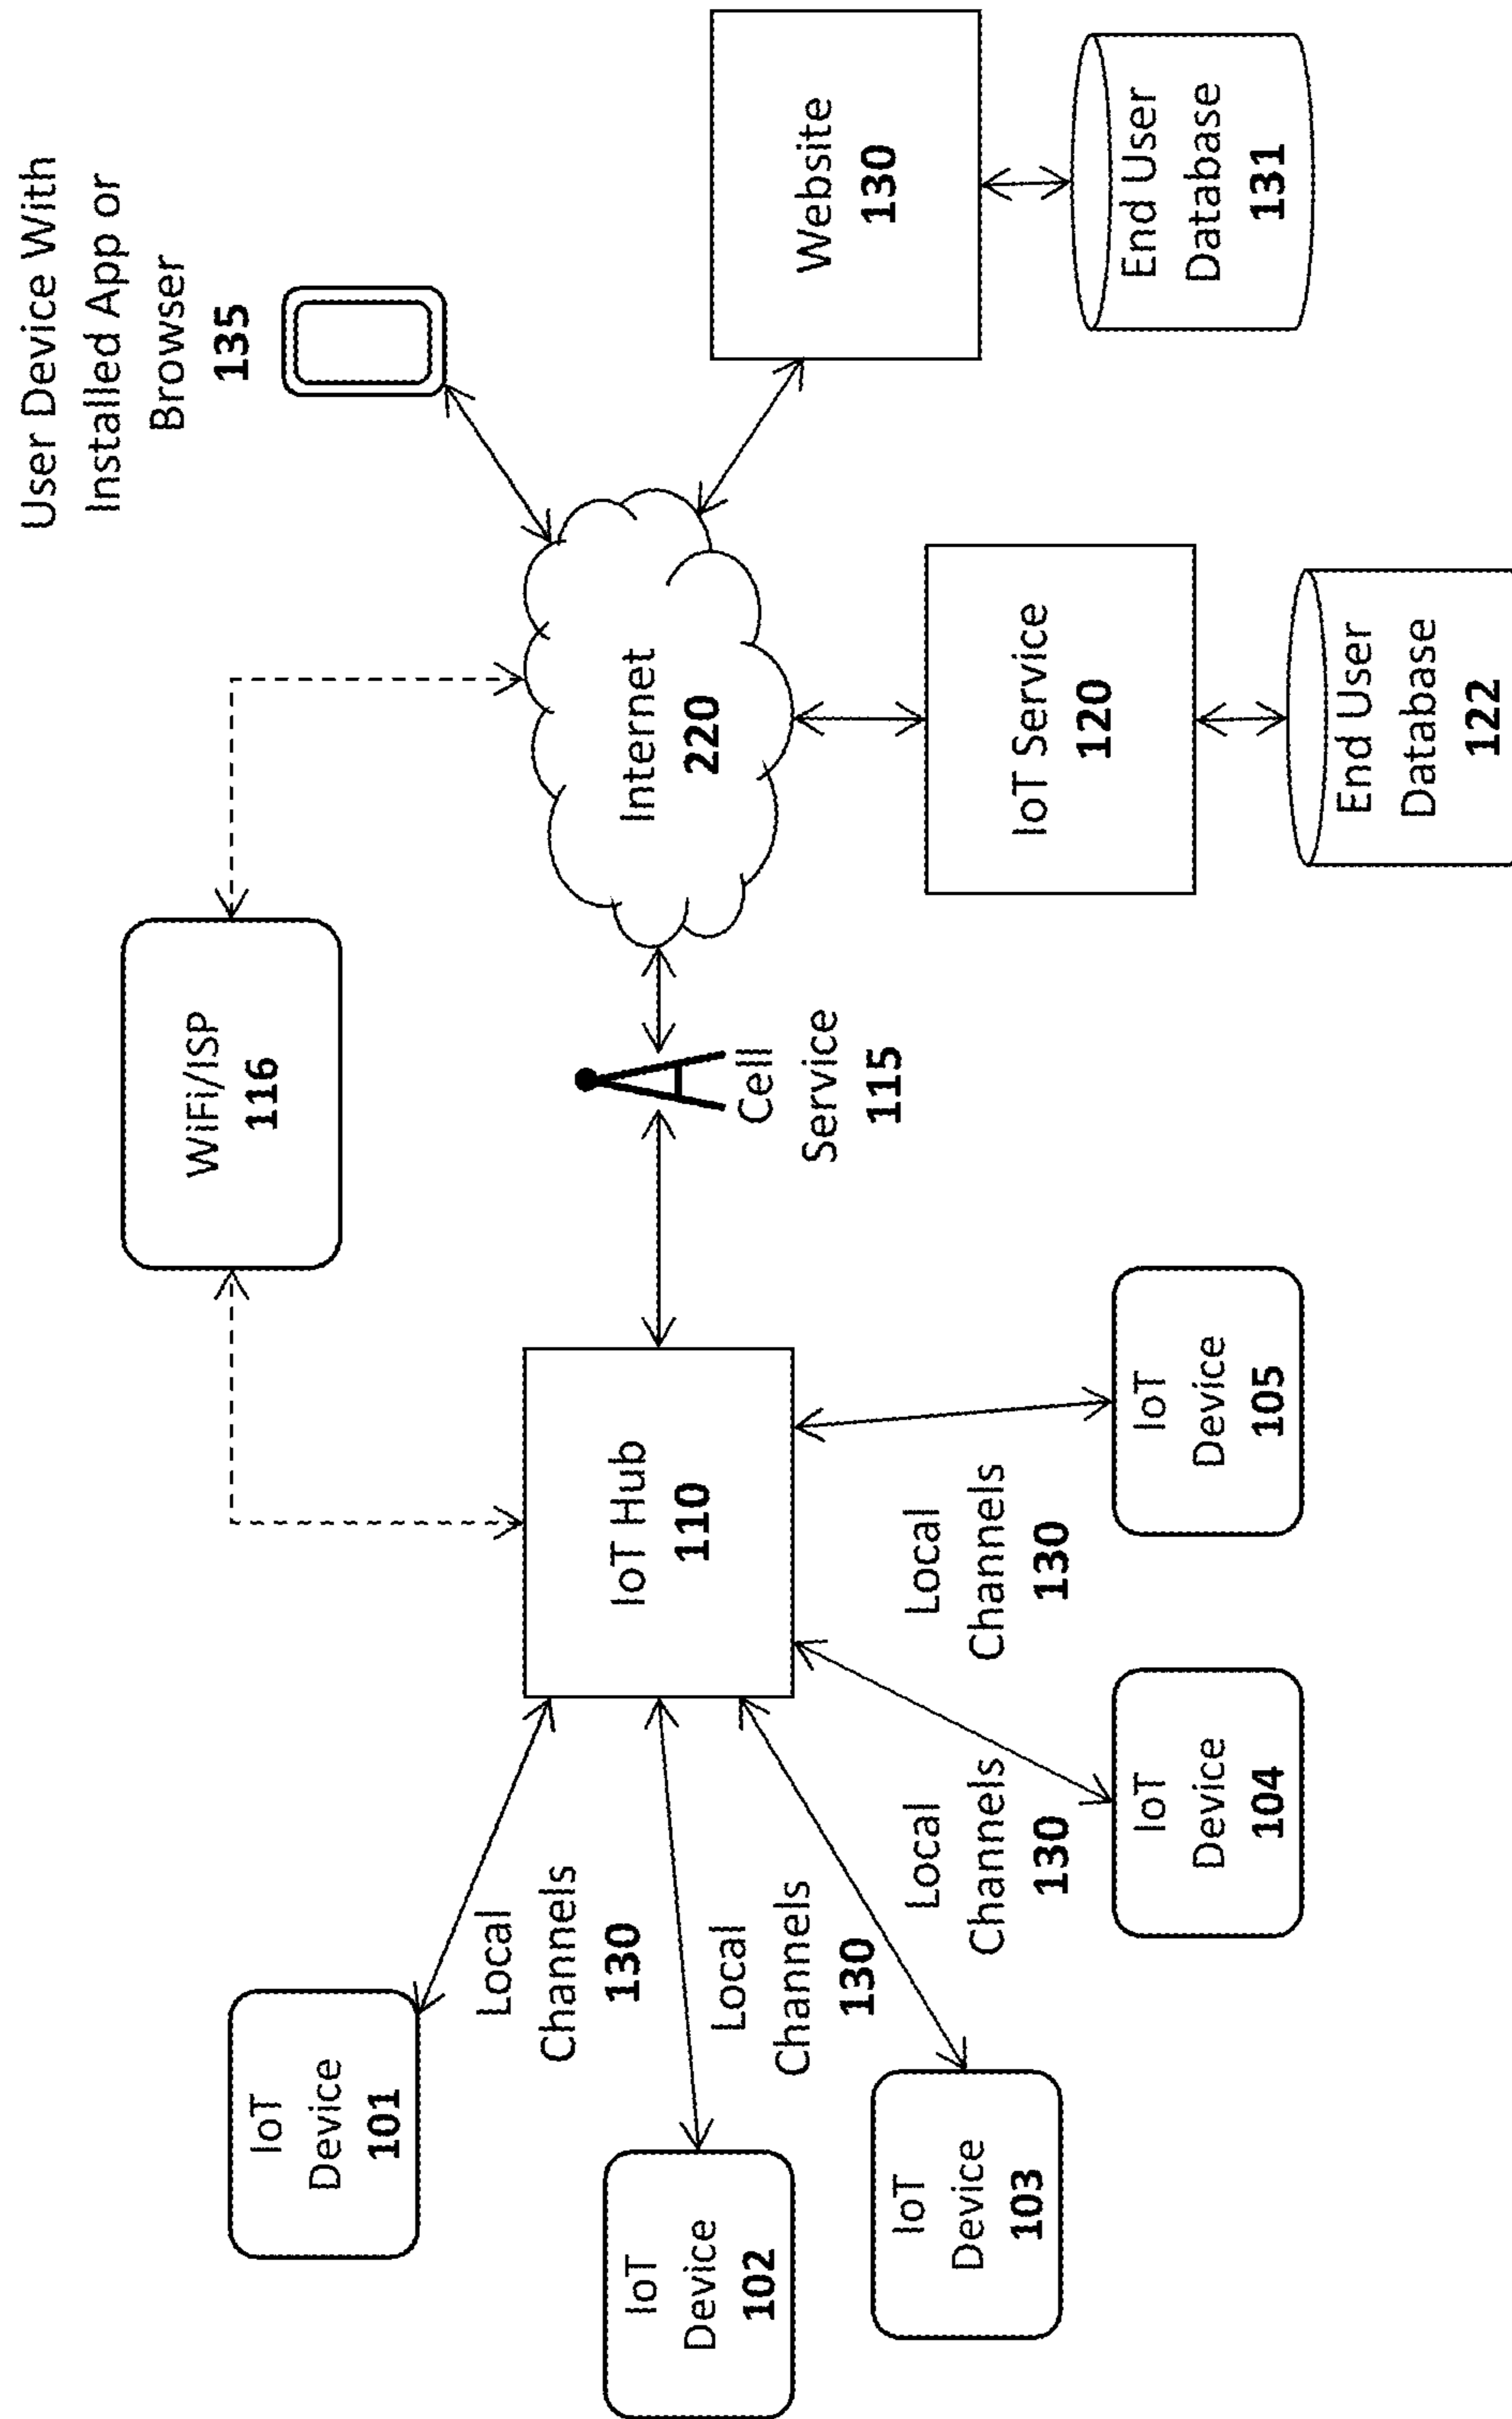 User Device With
Installed App or
Browser
135
WiFi/ISP
116
IoT
Device
101
Local
Channels
130
IoT
Device
102
Local
Channels
130
IoT
Device
103
IoT Hub
110
Cell
Service
115
Internet
220
Website
130
End User
Database
131
Local
Channels
130
Local
Channels
130
IoT
Device
104
IoT
Device
105
IoT Service
120
End User
Database
122